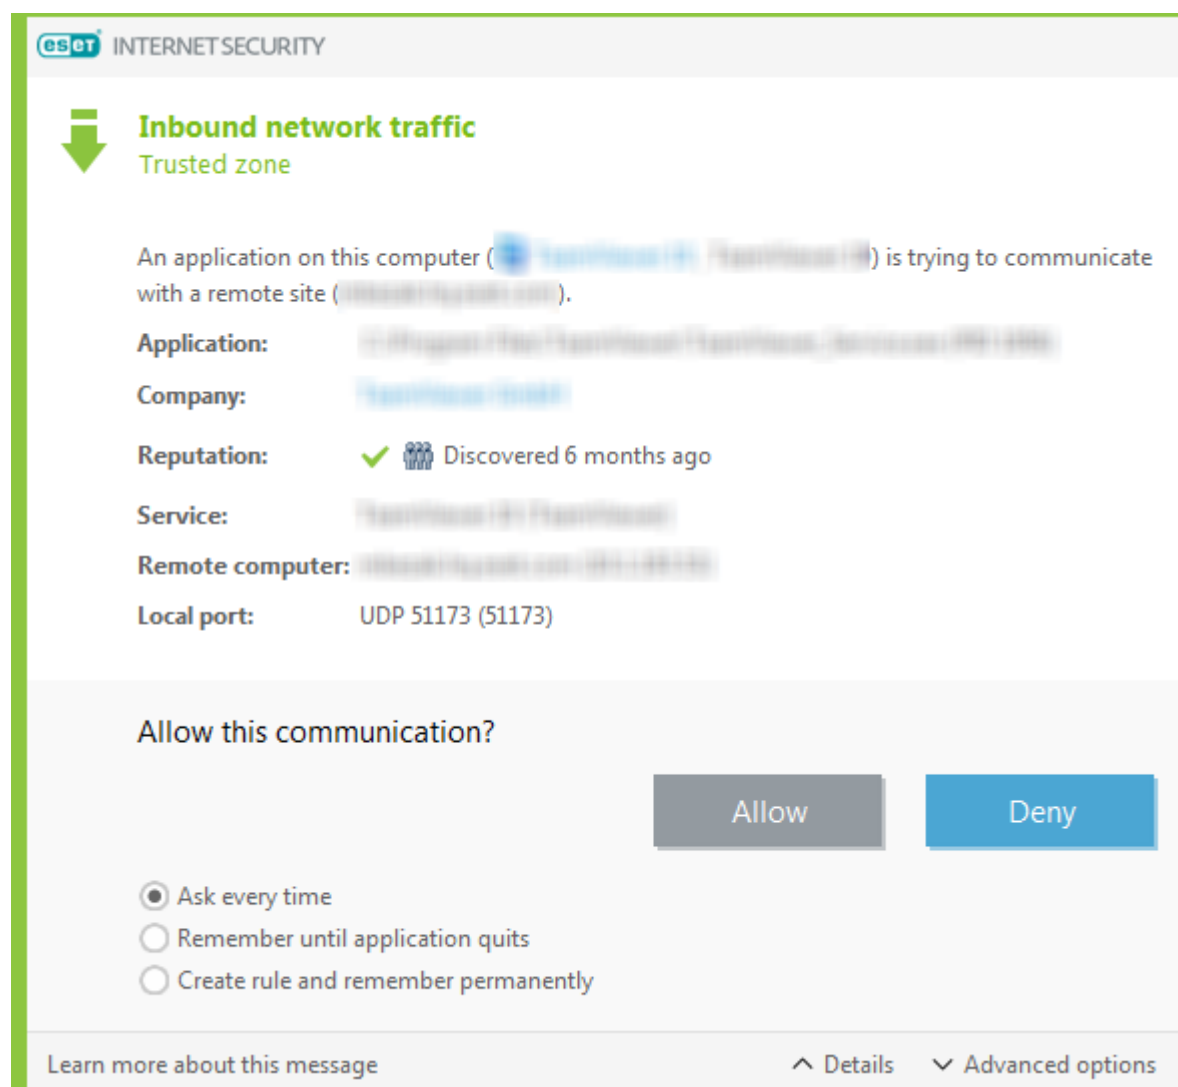 eseT INTERNET SECURITY
Inbound network traffic
Trusted zone
An application on this computer ( ) is trying to communicate
with a remote site ( ).
Application:
Company:
Reputation: Discovered 6 months ago
Service:
Remote computer:
Local port: UDP 51173 (51173)
Allow this communication?
Allow Deny
Ask every time
Remember until application quits
Create rule and remember permanently
Learn more about this message Details Advanced options